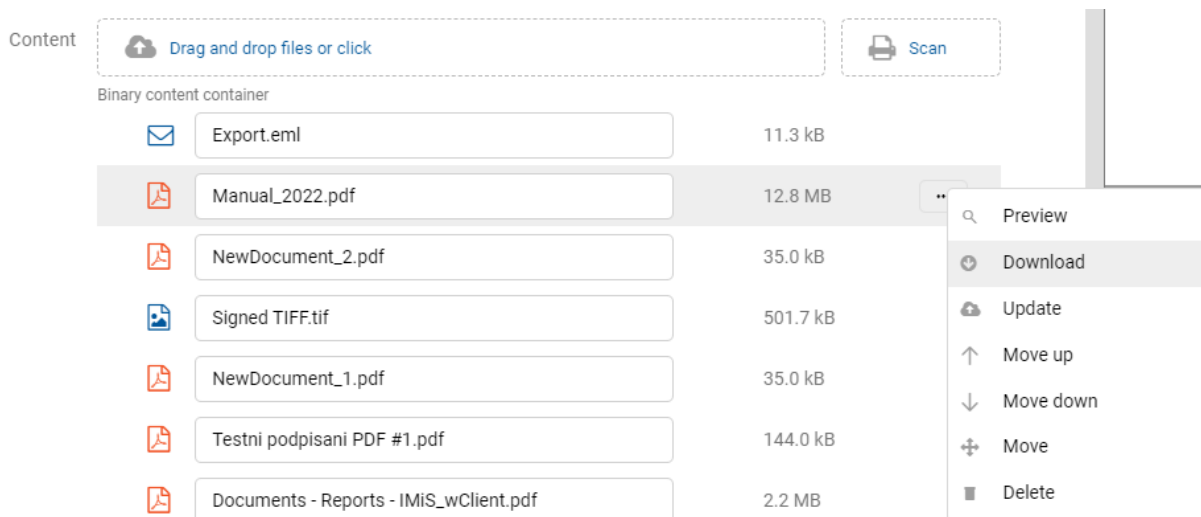 Content
Drag and drop files or click
Scan
Binary content container
Export.eml 11.3 kB
Manual_2022.pdf 12.8 MB
Preview
NewDocument_2.pdf 35.0 kB
Download
Signed TIFF.tif 501.7 kB
Update
Move up
NewDocument_1.pdf 35.0 kB
Move down
Testni podpisani PDF #1.pdf 144.0 kB
Move
Documents - Reports - IMiS_wClient.pdf 2.2 MB
Delete